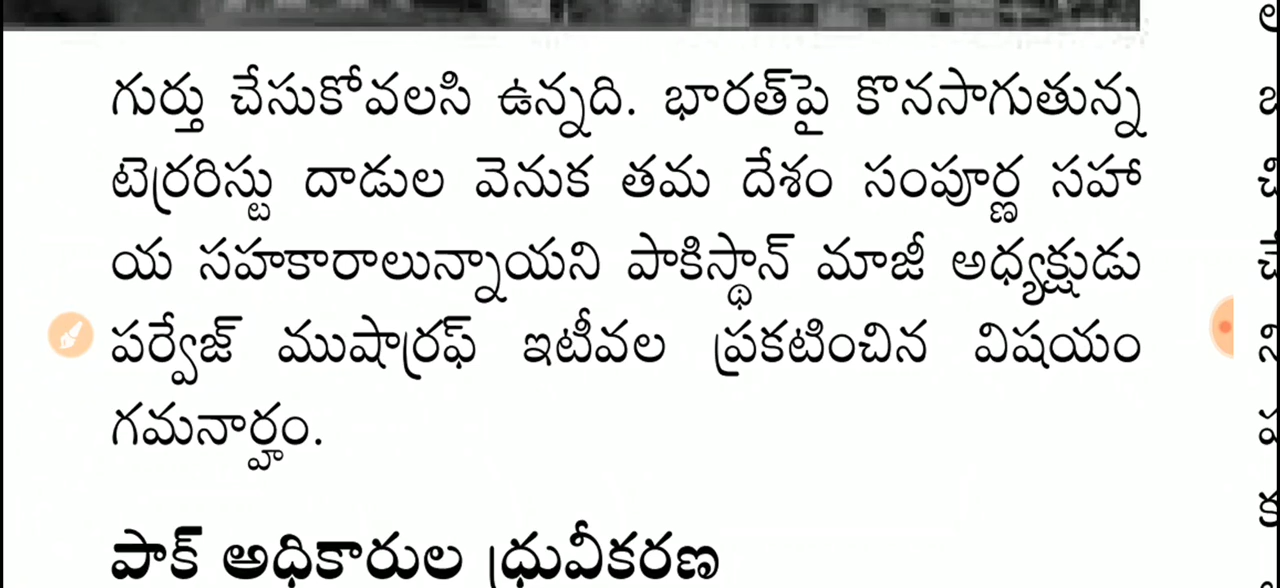 గుర్తు చేసుకోవలసి ఉన్నది. భారత్‌పై కొనసాగుతున్న
టెర్రరిస్టు దాడుల వెనుక తమ దేశం సంపూర్ణ సహా
య సహకారాలున్నాయని పాకిస్థాన్ మాజీ అధ్యక్షుడు
పర్వేజ్ ముషార్రఫ్ ఇటీవల ప్రకటించిన విషయం
గమనార్హం.
పాక్ అధికారుల ధ్రువీకరణ